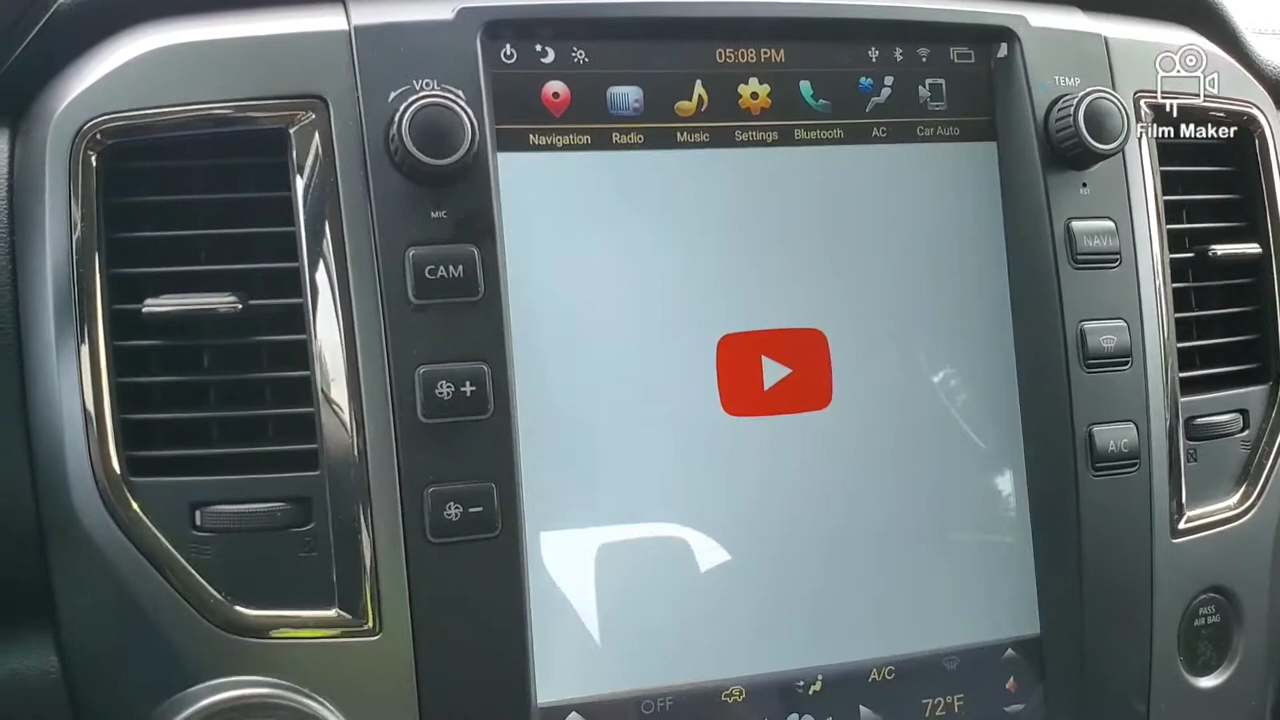 05:08 PM
Navigation
Radio
Music
Settings
Bluetooth
AC
Car Auto
VOL
MIC
CAM
+
−
TEMP
RST
NAVI
A/C
Film Maker
PASS
AIR BAG
OFF
A/C
72°F